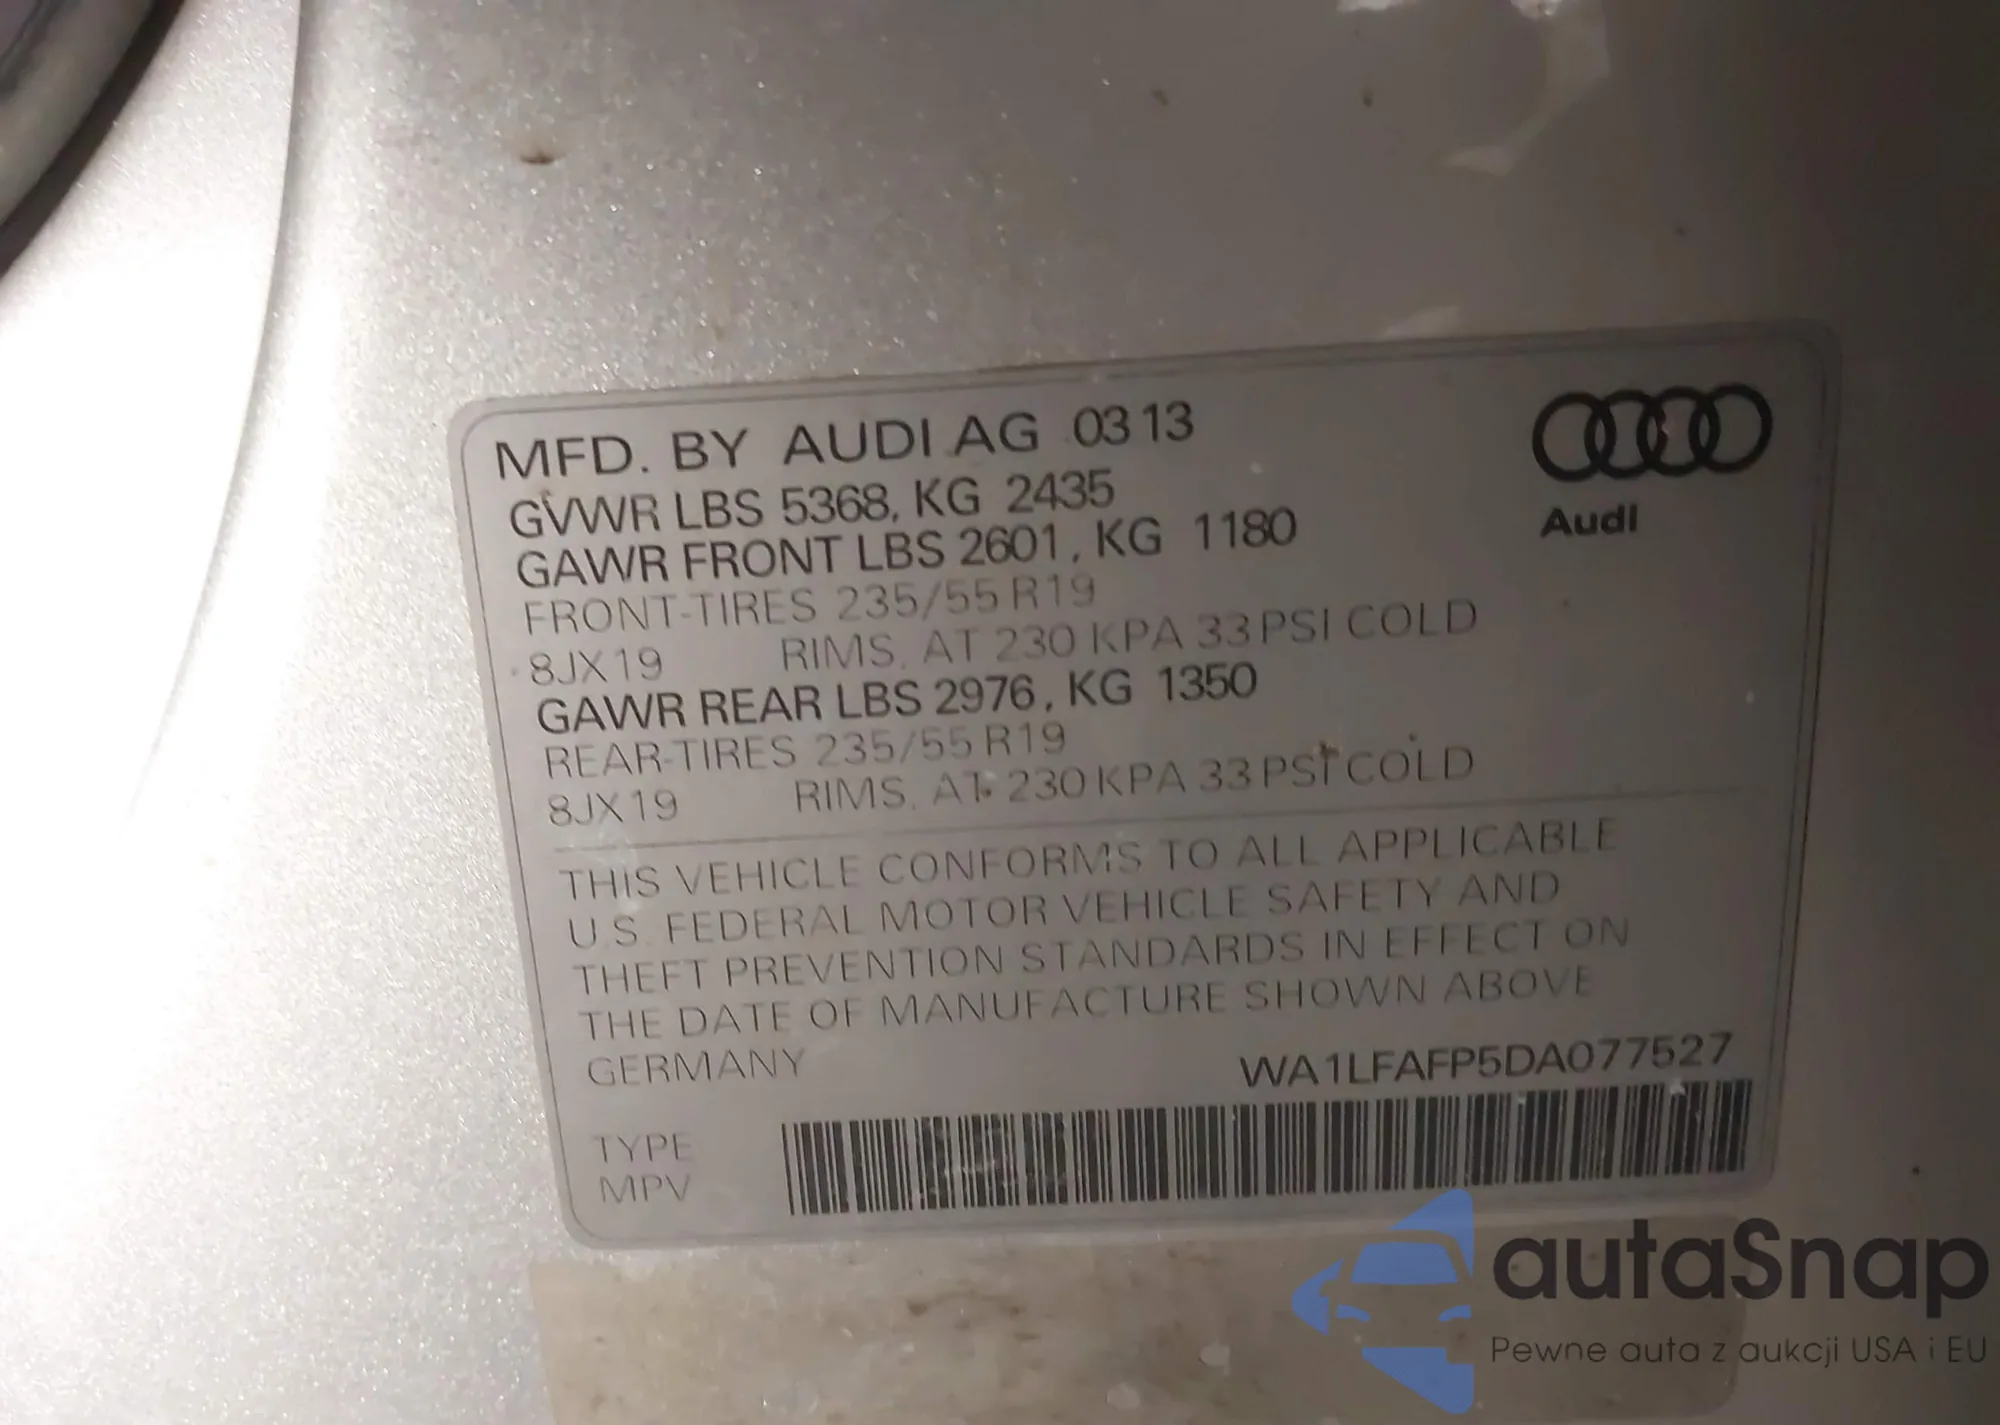 MFD. BY AUDI AG 03 13
GVWR LBS 5368, KG 2435
GAWR FRONT LBS 2601, KG 1180
FRONT-TIRES 235/55 R19
8JX19 RIMS, AT 230 KPA 33 PSI COLD
GAWR REAR LBS 2976, KG 1350
REAR-TIRES 235/55 R19
8JX19 RIMS, AT 230 KPA 33 PSI COLD
Audi
THIS VEHICLE CONFORMS TO ALL APPLICABLE
U.S. FEDERAL MOTOR VEHICLE SAFETY AND
THEFT PREVENTION STANDARDS IN EFFECT ON
THE DATE OF MANUFACTURE SHOWN ABOVE
GERMANY WA1LFAFP5DA077527
TYPE
MPV
autaSnap
Pewne auta z aukcji USA i EU